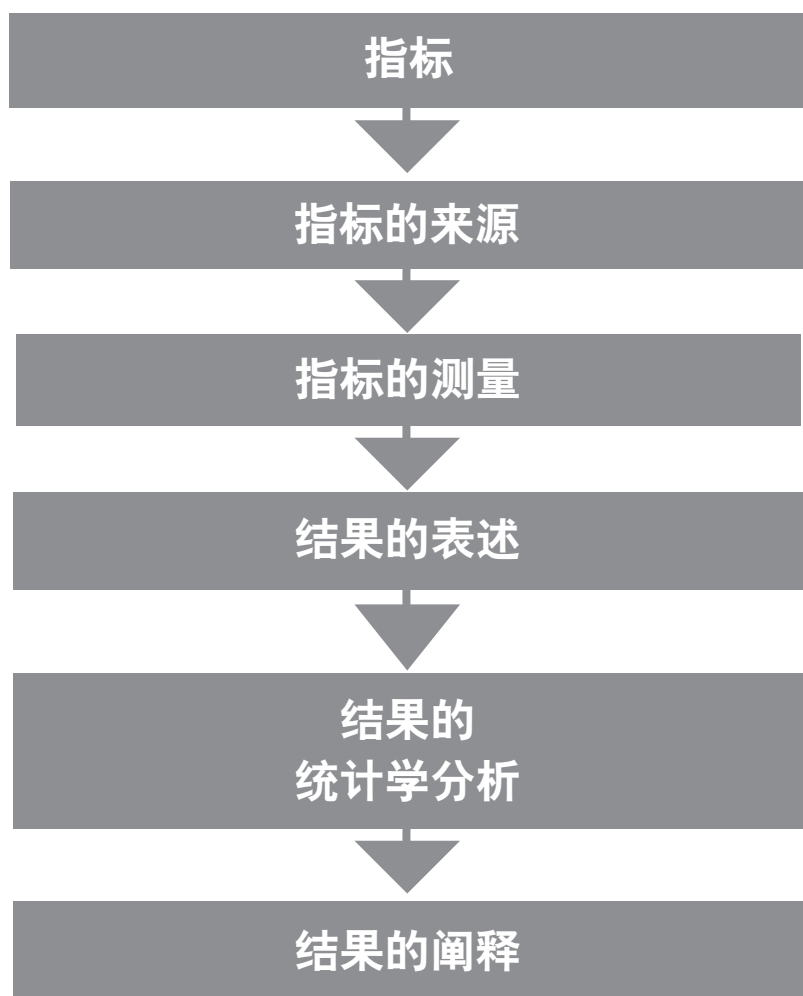 指标
指标的来源
指标的测量
结果的表述
结果的
统计学分析
结果的阐释